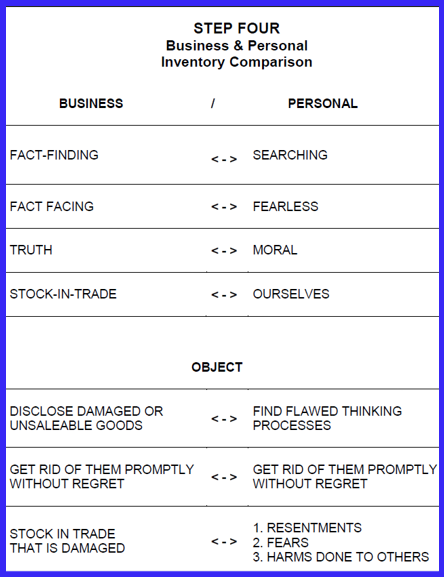 STEP FOUR
Business & Personal
Inventory Comparison
BUSINESS / PERSONAL
FACT-FINDING <-> SEARCHING
FACT FACING <-> FEARLESS
TRUTH <-> MORAL
STOCK-IN-TRADE <-> OURSELVES
OBJECT
DISCLOSE DAMAGED OR
UNSALEABLE GOODS
<->
FIND FLAWED THINKING
PROCESSES
GET RID OF THEM PROMPTLY
WITHOUT REGRET
<->
GET RID OF THEM PROMPTLY
WITHOUT REGRET
STOCK IN TRADE
THAT IS DAMAGED
<->
1. RESENTMENTS
2. FEARS
3. HARMS DONE TO OTHERS